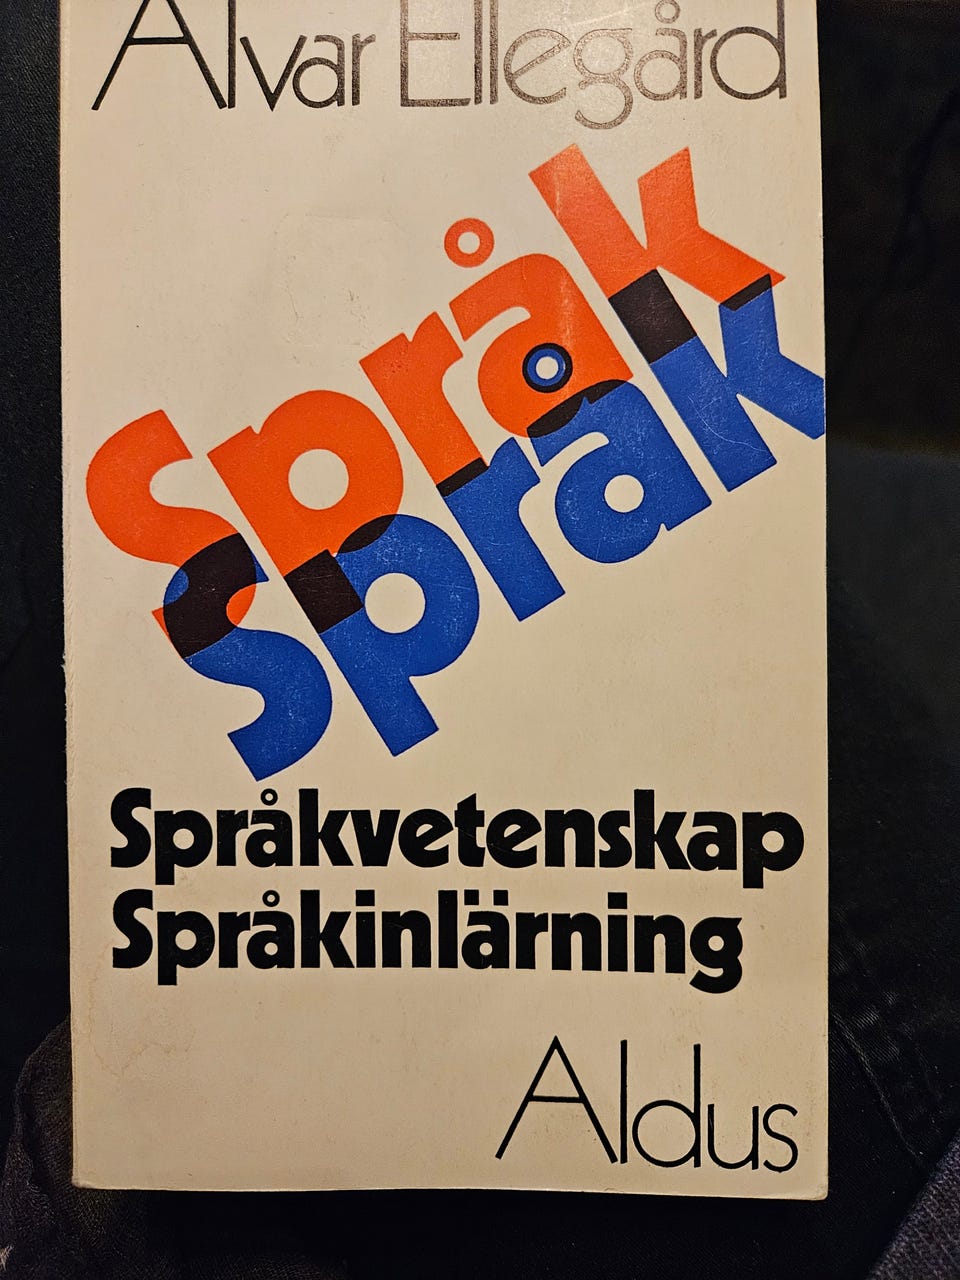 Alvar Ellegård
Språk
Språk
Språkvetenskap
Språkinlärning
Aldus